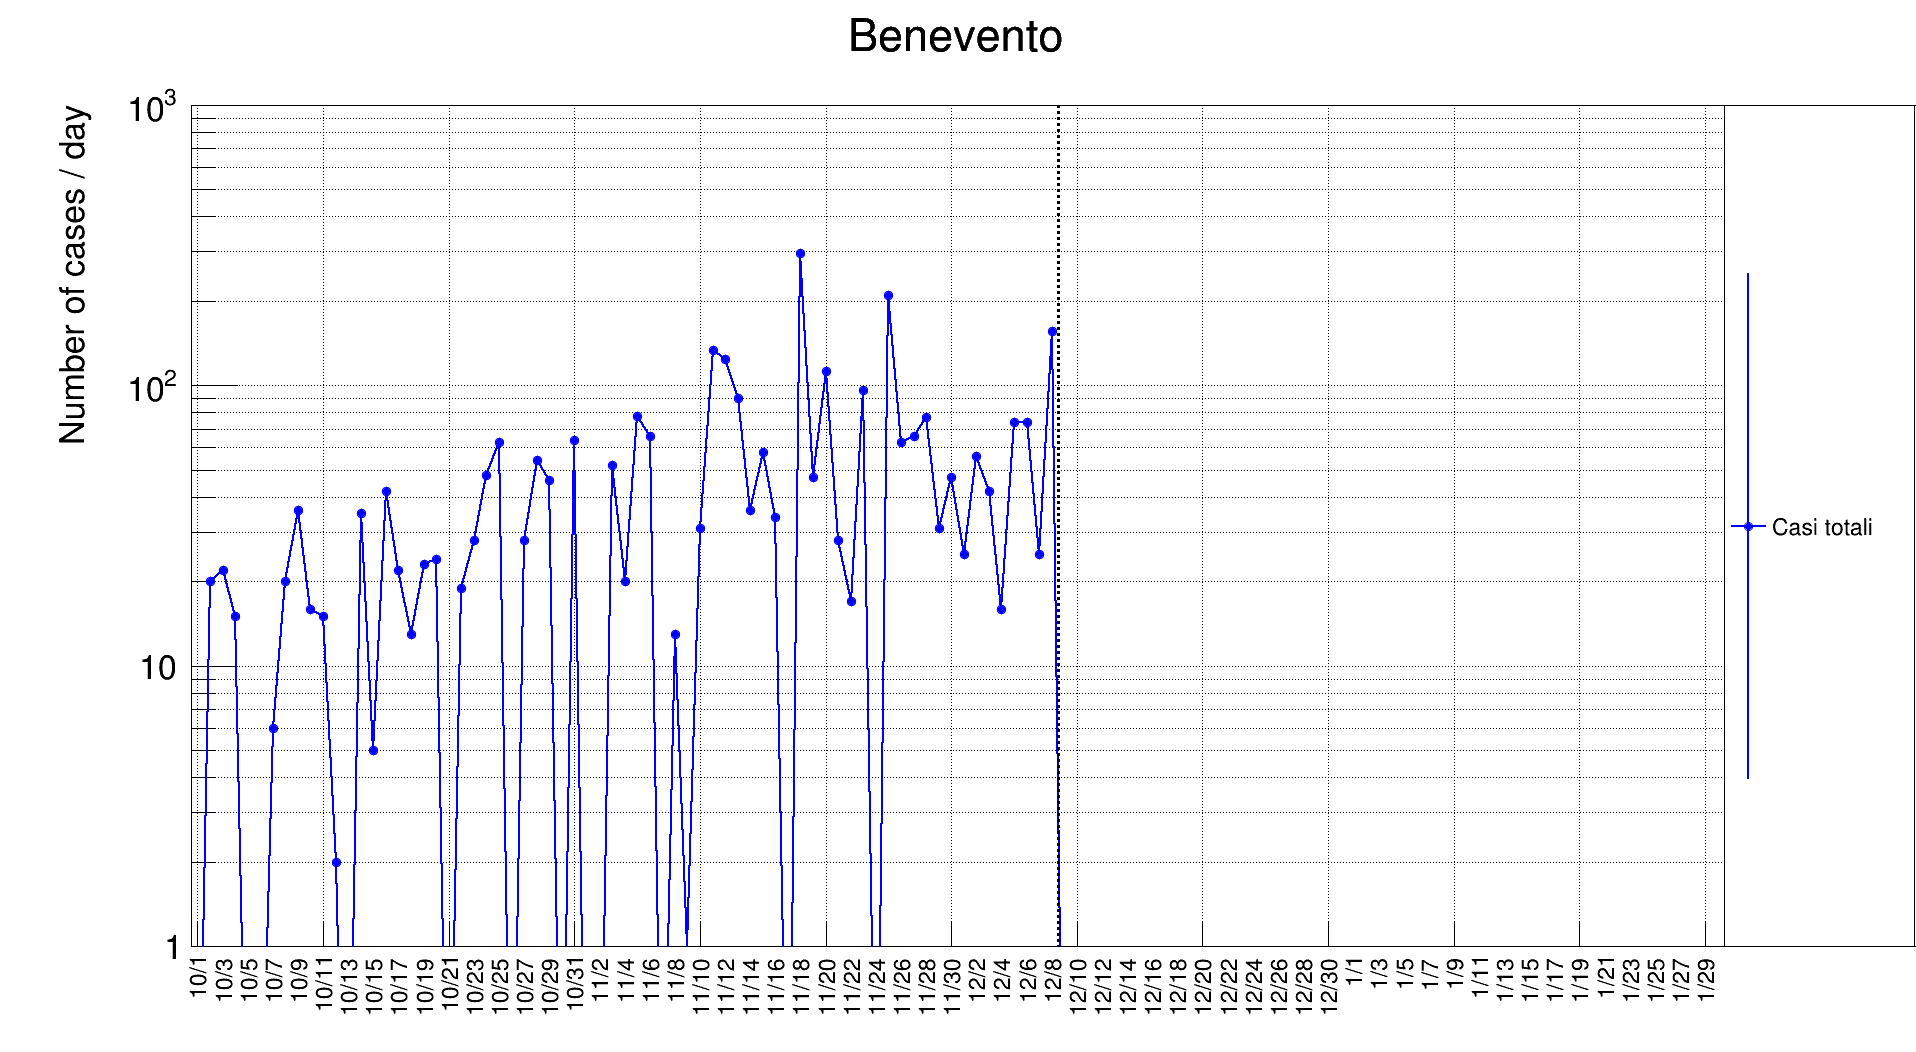 Benevento
Number of cases / day
10³
10²
10
1
10/1 10/3 10/5 10/7 10/9 10/11 10/13 10/15 10/17 10/19 10/21 10/23 10/25 10/27 10/29 10/31 11/2 11/4 11/6 11/8 11/10 11/12 11/14 11/16 11/18 11/20 11/22 11/24 11/26 11/28 11/30 12/2 12/4 12/6 12/8 12/10 12/12 12/14 12/16 12/18 12/20 12/22 12/24 12/26 12/28 12/30 1/1 1/3 1/5 1/7 1/9 1/11 1/13 1/15 1/17 1/19 1/21 1/23 1/25 1/27 1/29
Casi totali